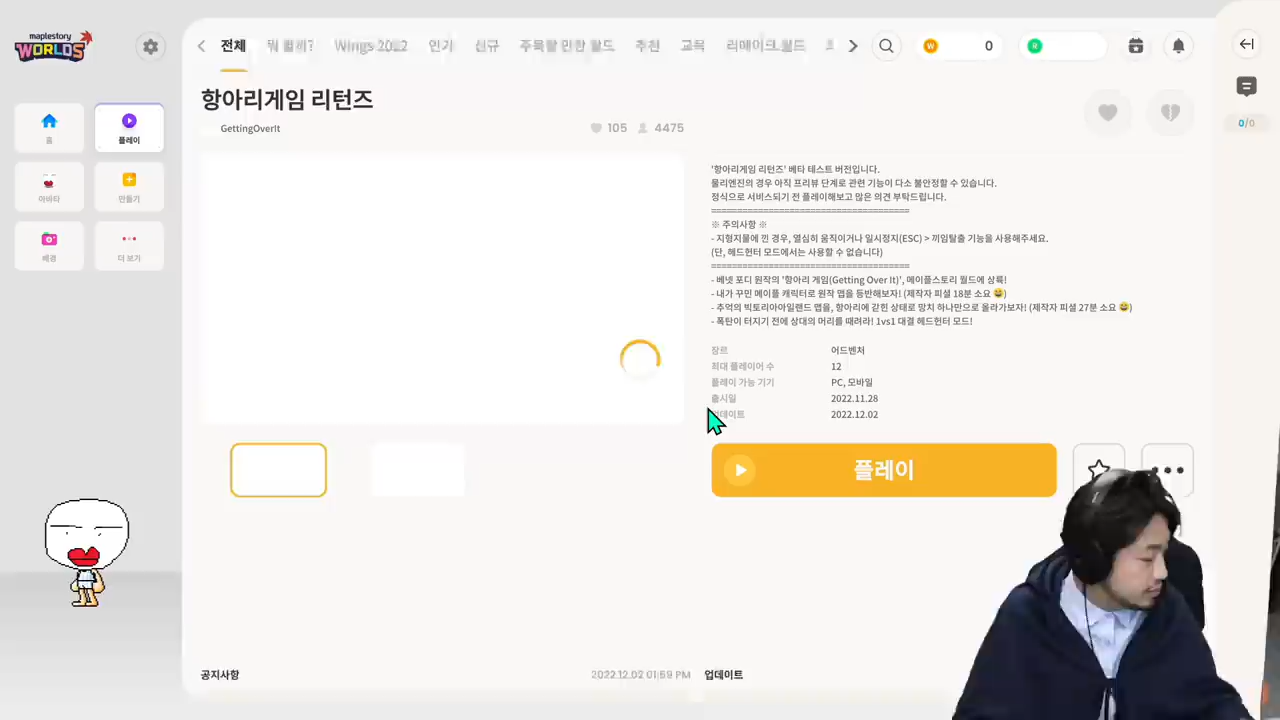 maplestory
WORLDS
전체
Wings 2022
인기
신규
추천
교육
리메이크 월드
0
항아리게임 리턴즈
GettingOverIt
105
4475
0/0
홈
플레이
아바타
만들기
배경
더 보기
'항아리게임 리턴즈' 베타 테스트 버전입니다.
물리엔진의 경우 아직 프리뷰 단계로 관련 기능이 다소 불안정할 수 있습니다.
정식으로 서비스되기 전 플레이해보고 많은 의견 부탁드립니다.
======================================
※ 주의사항 ※
- 지형지물에 낀 경우, 열심히 움직이거나 일시정지(ESC) > 끼임탈출 기능을 사용해주세요.
(단, 헤드헌터 모드에서는 사용할 수 없습니다)
======================================
- 베넷 포디 원작의 '항아리 게임(Getting Over It)', 메이플스토리 월드에 상륙!
- 내가 꾸민 메이플 캐릭터로 원작 맵을 등반해보자! (제작자 피셜 18분 소요 😄)
- 추억의 빅토리아아일랜드 맵을, 항아리에 갇힌 상태로 망치 하나만으로 올라가보자! (제작자 피셜 27분 소요 😄)
- 폭탄이 터지기 전에 상대의 머리를 때려라! 1vs1 대결 헤드헌터 모드!
장르 어드벤처
최대 플레이어 수 12
플레이 가능 기기 PC, 모바일
출시일 2022.11.28
업데이트 2022.12.02
플레이
공지사항
2022.12.02 01:59 PM
업데이트